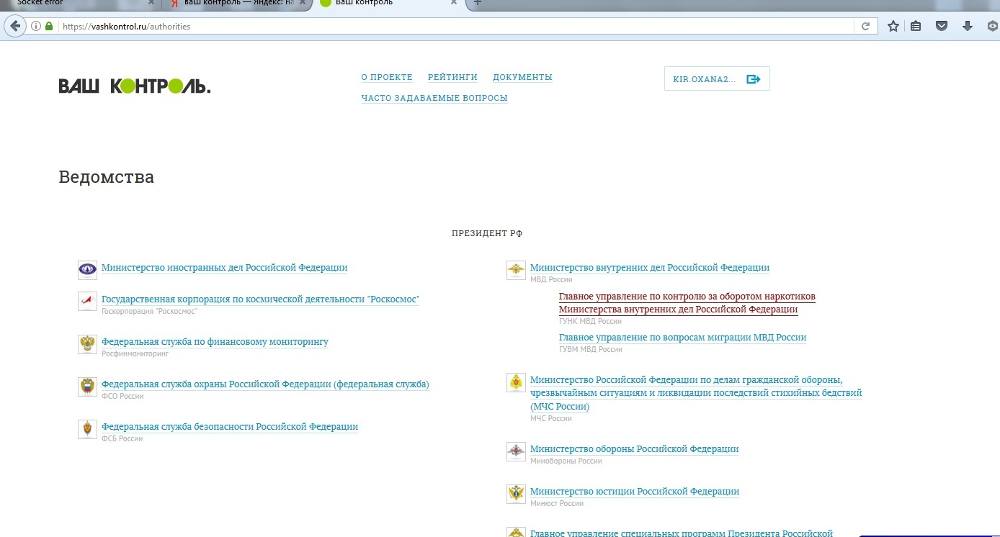 Socket error
ваш контроль — Яндекс: на
Ваш контроль
https://vashkontrol.ru/authorities
ВАШ КОНТРОЛЬ.
О ПРОЕКТЕ РЕЙТИНГИ ДОКУМЕНТЫ
ЧАСТО ЗАДАВАЕМЫЕ ВОПРОСЫ
KIR.OXANA2...
Ведомства
ПРЕЗИДЕНТ РФ
Министерство иностранных дел Российской Федерации
Государственная корпорация по космической деятельности "Роскосмос"
Госкорпорация "Роскосмос"
Федеральная служба по финансовому мониторингу
Росфинмониторинг
Федеральная служба охраны Российской Федерации (федеральная служба)
ФСО России
Федеральная служба безопасности Российской Федерации
ФСБ России
Министерство внутренних дел Российской Федерации
МВД России
Главное управление по контролю за оборотом наркотиков
Министерства внутренних дел Российской Федерации
ГУНК МВД России
Главное управление по вопросам миграции МВД России
ГУВМ МВД России
Министерство Российской Федерации по делам гражданской обороны,
чрезвычайным ситуациям и ликвидации последствий стихийных бедствий
(МЧС России)
МЧС России
Министерство обороны Российской Федерации
Минобороны России
Министерство юстиции Российской Федерации
Минюст России
Главное управление специальных программ Президента Российской